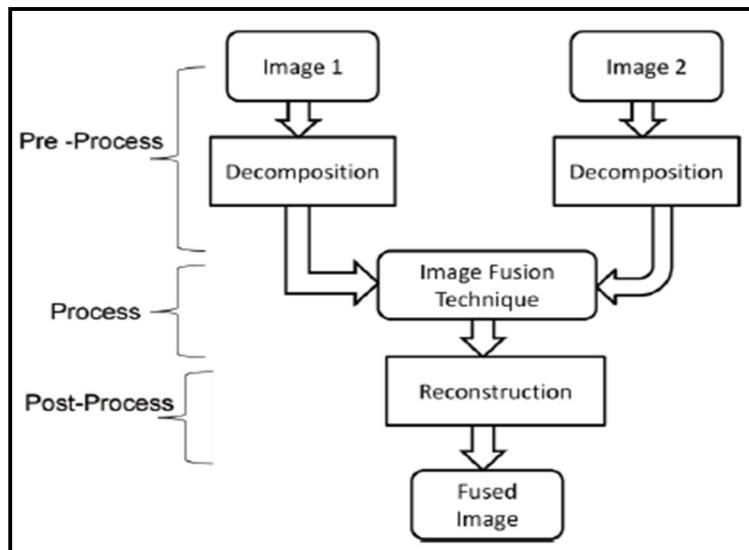 Image 1
Image 2
Pre -Process
Decomposition
Decomposition
Image Fusion
Technique
Process
Reconstruction
Post-Process
Fused
Image